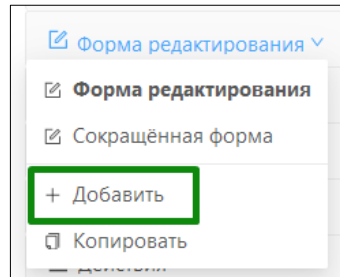 Форма редактирования
Форма редактирования
Сокращённая форма
Добавить
Копировать